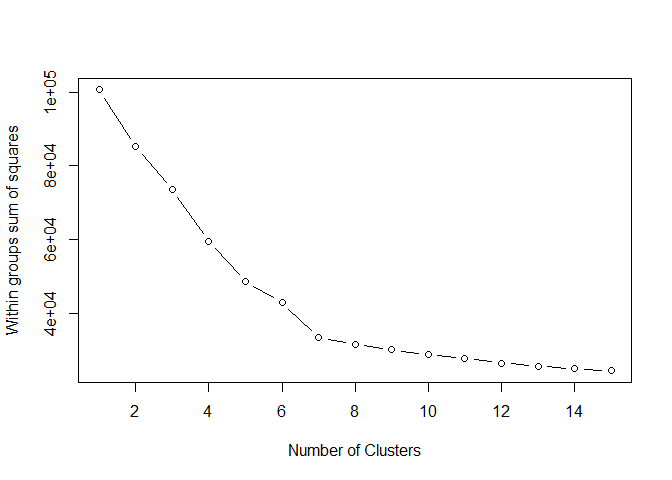 Within groups sum of squares
1e+05
8e+04
6e+04
4e+04
2 4 6 8 10 12 14
Number of Clusters